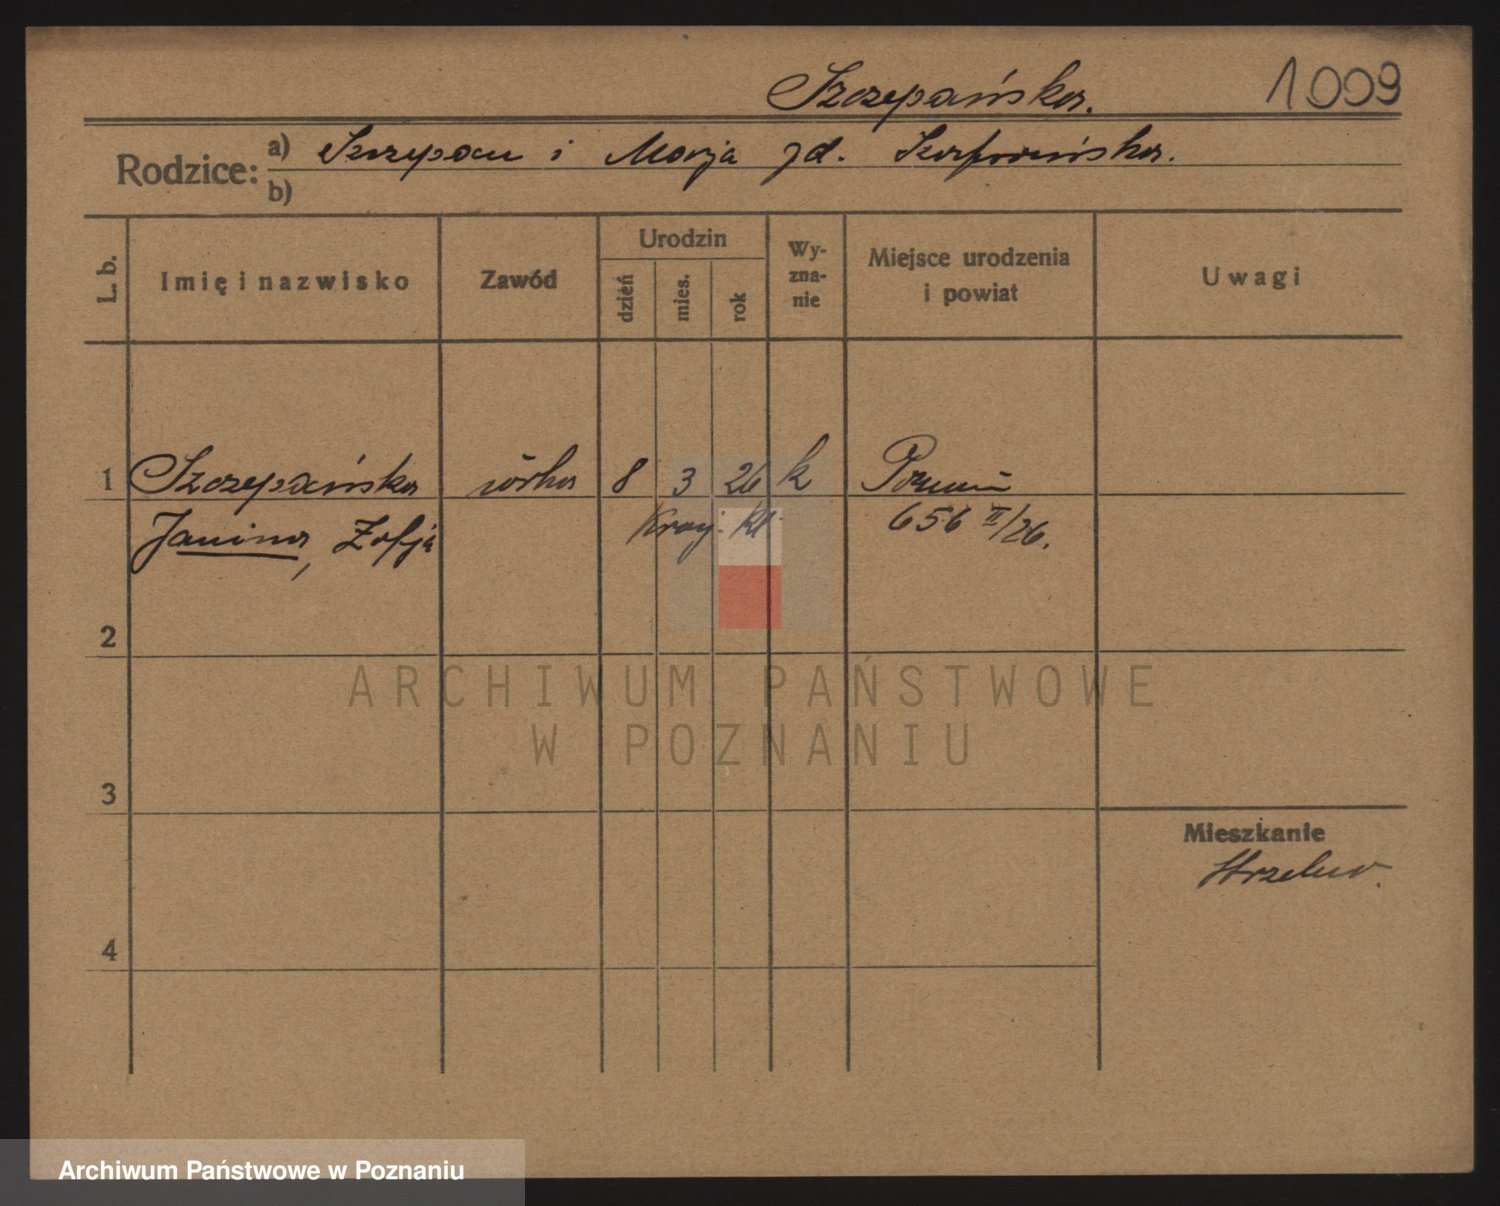 Szczepańska.
1009
Rodzice:
a) Szczepan i Marja zd.
b)
L. b.
Imię i nazwisko
Zawód
Urodzin
dzień
mies.
rok
Wy-
zna-
nie
Miejsce urodzenia
i powiat
Uwagi
1 Szczepańska córka 8 3 26 k Poznań
Janina, Zofja 656 II/26.
2
ARCHIWUM PAŃSTWOWE
W POZNANIU
3
Mieszkanie
4
Archiwum Państwowe w Poznaniu